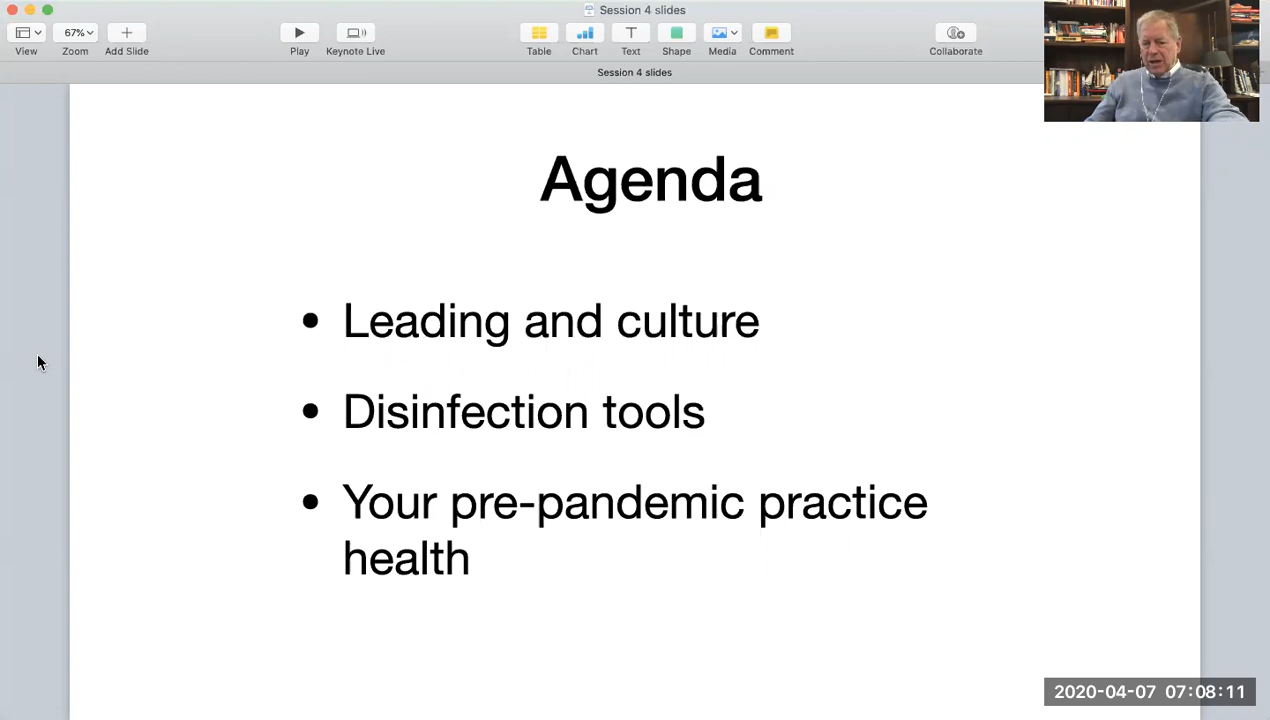 Session 4 slides
67%
View
Zoom
Add Slide
Play
Keynote Live
Table
Chart
Text
Shape
Media
Comment
Collaborate
Session 4 slides
Agenda
• Leading and culture
• Disinfection tools
• Your pre-pandemic practice
health
2020-04-07 07:08:11